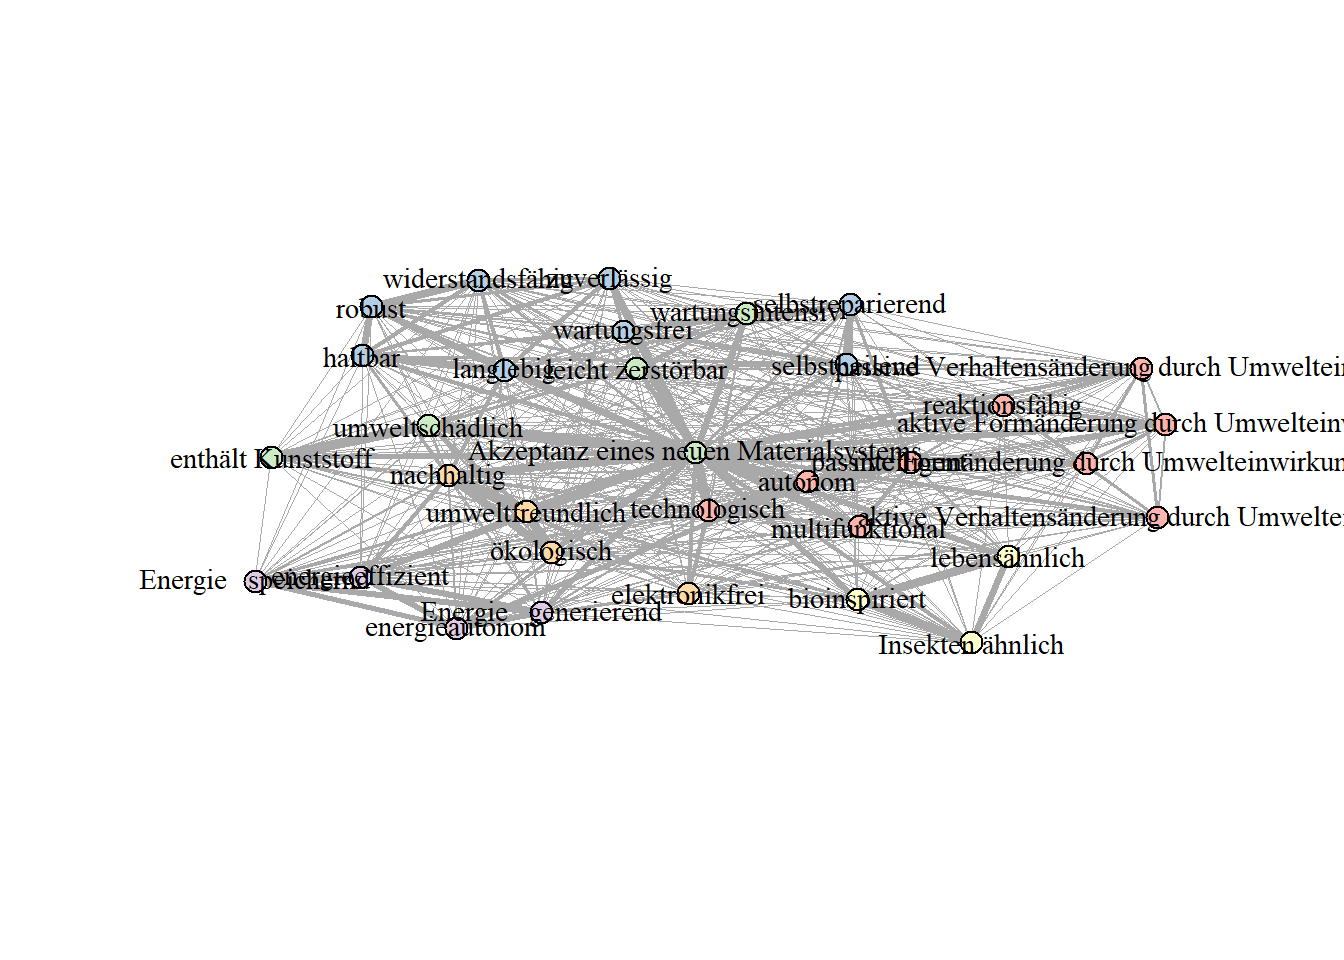 widerstandsfähig
zuverlässig
robust
wartungsintensiv
selbstreparierend
wartungsfrei
haltbar
langlebig
leicht zerstörbar
selbstheilend
passive Verhaltensänderung durch Umweltein
reaktionsfähig
aktive Formänderung durch Umweltein
umweltschädlich
Akzeptanz eines neuen Materialsystems
enthält Kunststoff
nachhaltig
autonom
intelligent
passive Formänderung durch Umwelteinwirkun
umweltfreundlich
technologisch
multifunktional
aktive Verhaltensänderung durch Umweltein
ökologisch
lebensähnlich
Energie speichernd
energieeffizient
elektronikfrei
bioinspiriert
Energie generierend
energieautonom
Insekten ähnlich